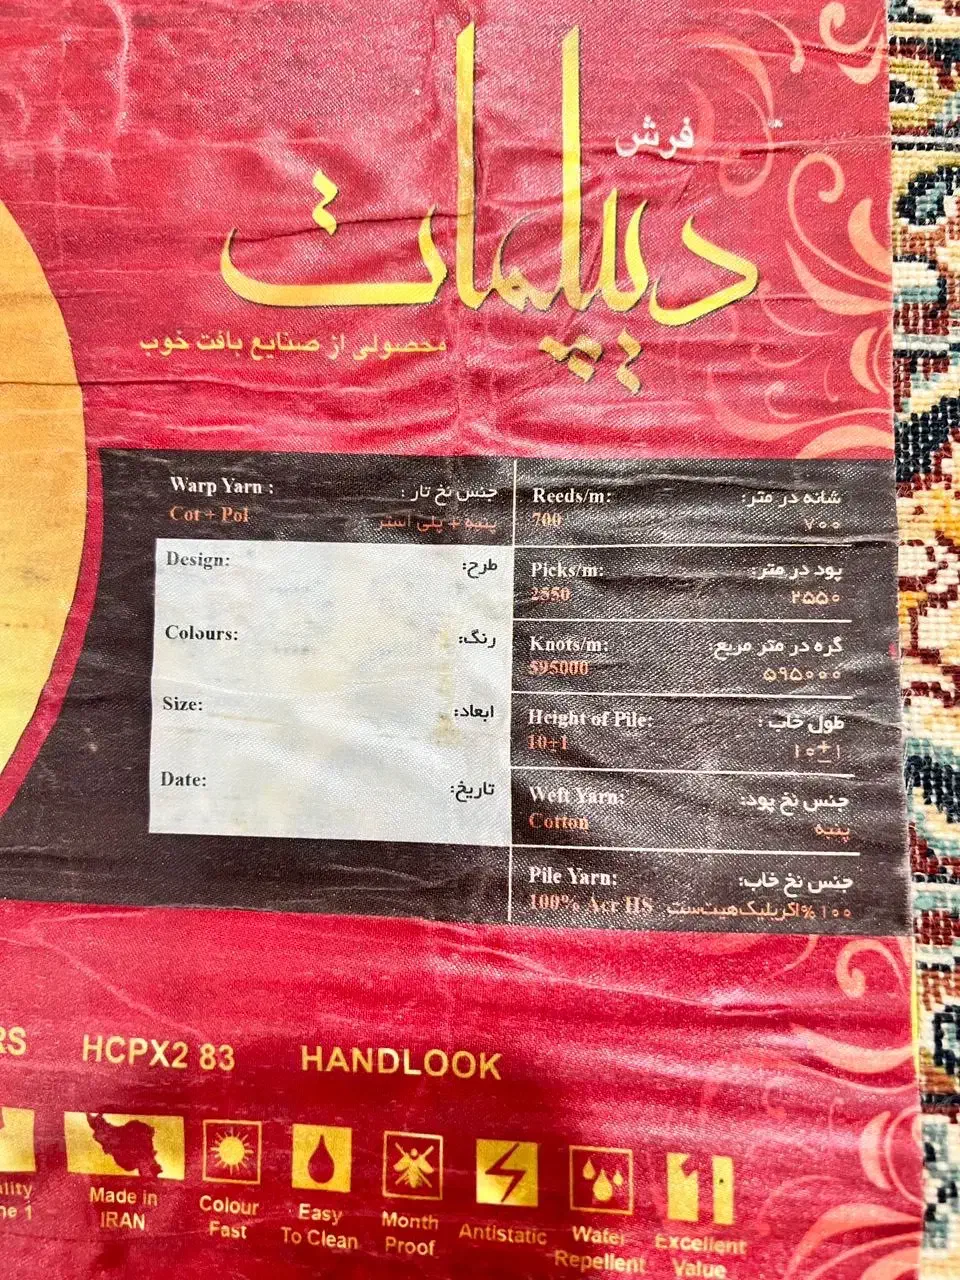 فرش
دیپلمات
محصولی از صنایع بافت خوب
Warp Yarn : جنس نخ تار :
Cot + Pol پنبه + پلی استر
Design: طرح:
Colours: رنگ:
Size: ابعاد:
Date: تاریخ:
Reeds/m: شانه در متر:
700 ۷۰۰
Picks/m: پود در متر:
2550 ۲۵۵۰
Knots/m: گره در متر مربع:
595000 ۵۹۵۰۰۰
Height of Pile: طول خاب :
10±1 ۱۰±۱
Weft Yarn: جنس نخ پود:
Cotton پنبه
Pile Yarn: جنس نخ خاب:
100% Acr HS ۱۰۰% اکریلیک هیت ست
RS HCPX2 83 HANDLOOK
Made in
IRAN
Colour
Fast
Easy
To Clean
Month
Proof
Antistatic
Water
Repellent
Excellent
Value